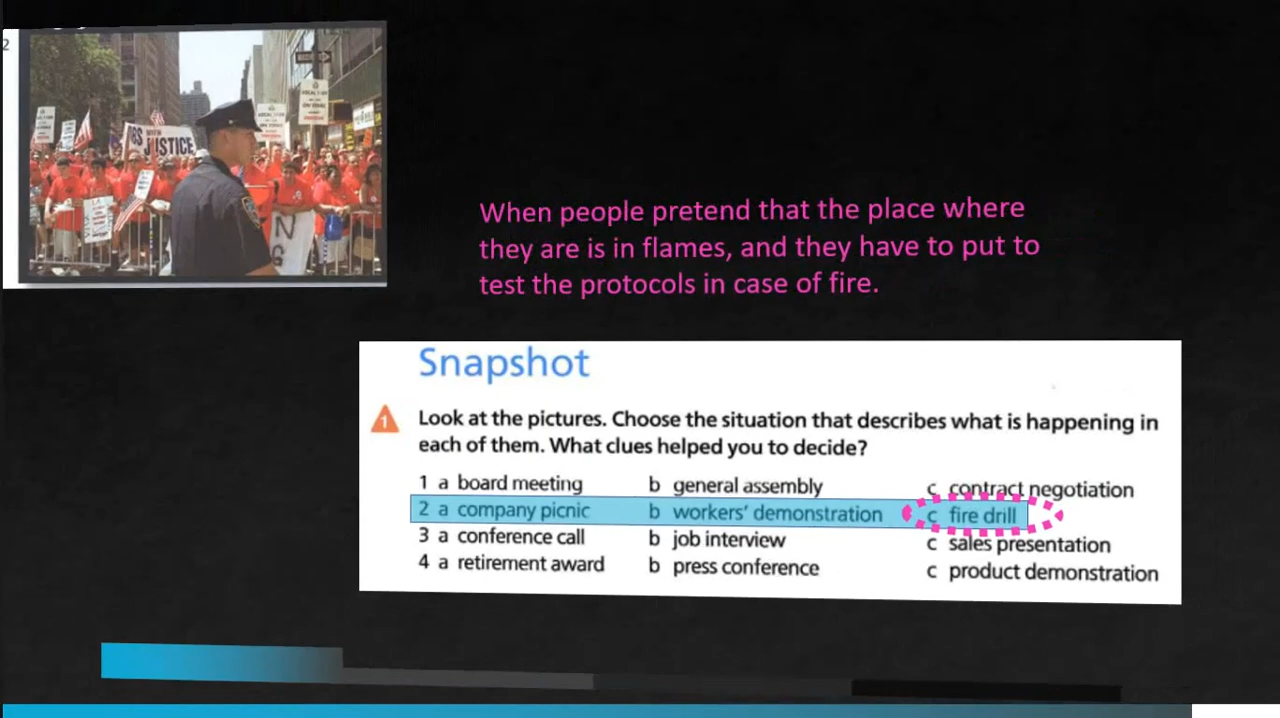 2
JUSTICE
When people pretend that the place where
they are is in flames, and they have to put to
test the protocols in case of fire.
Snapshot
1
Look at the pictures. Choose the situation that describes what is happening in
each of them. What clues helped you to decide?
1 a board meeting b general assembly c contract negotiation
2 a company picnic b workers' demonstration c fire drill
3 a conference call b job interview c sales presentation
4 a retirement award b press conference c product demonstration